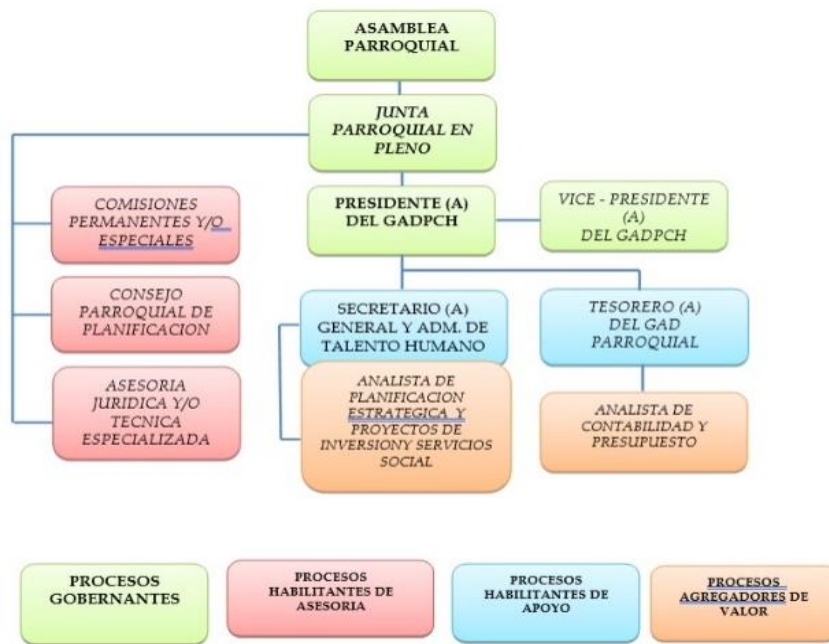 ASAMBLEA
PARROQUIAL
JUNTA
PARROQUIAL EN
PLENO
PRESIDENTE (A)
DEL GADPCH
VICE - PRESIDENTE
(A)
DEL GADPCH
COMISIONES
PERMANENTES Y/O
ESPECIALES
CONSEJO
PARROQUIAL DE
PLANIFICACION
ASESORIA
JURIDICA Y/O
TECNICA
ESPECIALIZADA
SECRETARIO (A)
GENERAL Y ADM. DE
TALENTO HUMANO
ANALISTA DE
PLANIFICACION
ESTRATEGICA Y
PROYECTOS DE
INVERSIONY SERVICIOS
SOCIAL
TESORERO (A)
DEL GAD
PARROQUIAL
ANALISTA DE
CONTABILIDAD Y
PRESUPUESTO
PROCESOS
GOBERNANTES
PROCESOS
HABILITANTES DE
ASESORIA
PROCESOS
HABILITANTES DE
APOYO
PROCESOS
AGREGADORES DE
VALOR